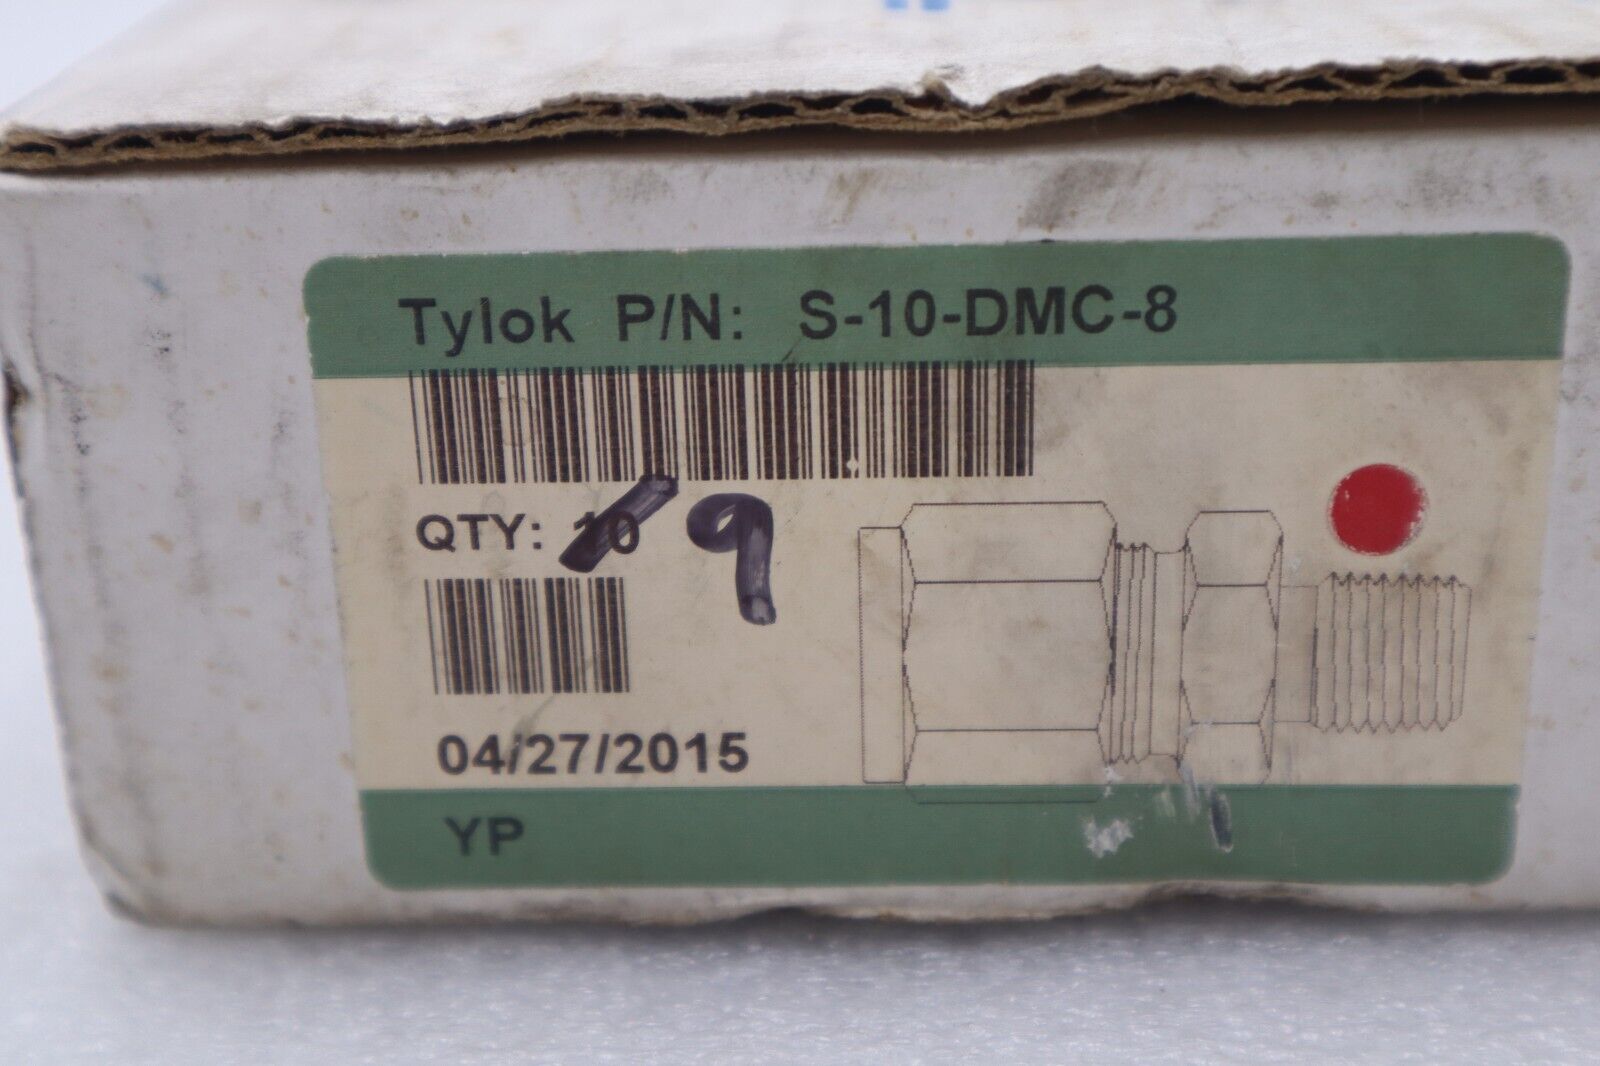 Tylok P/N: S-10-DMC-8
QTY: 10 9
04/27/2015
YP